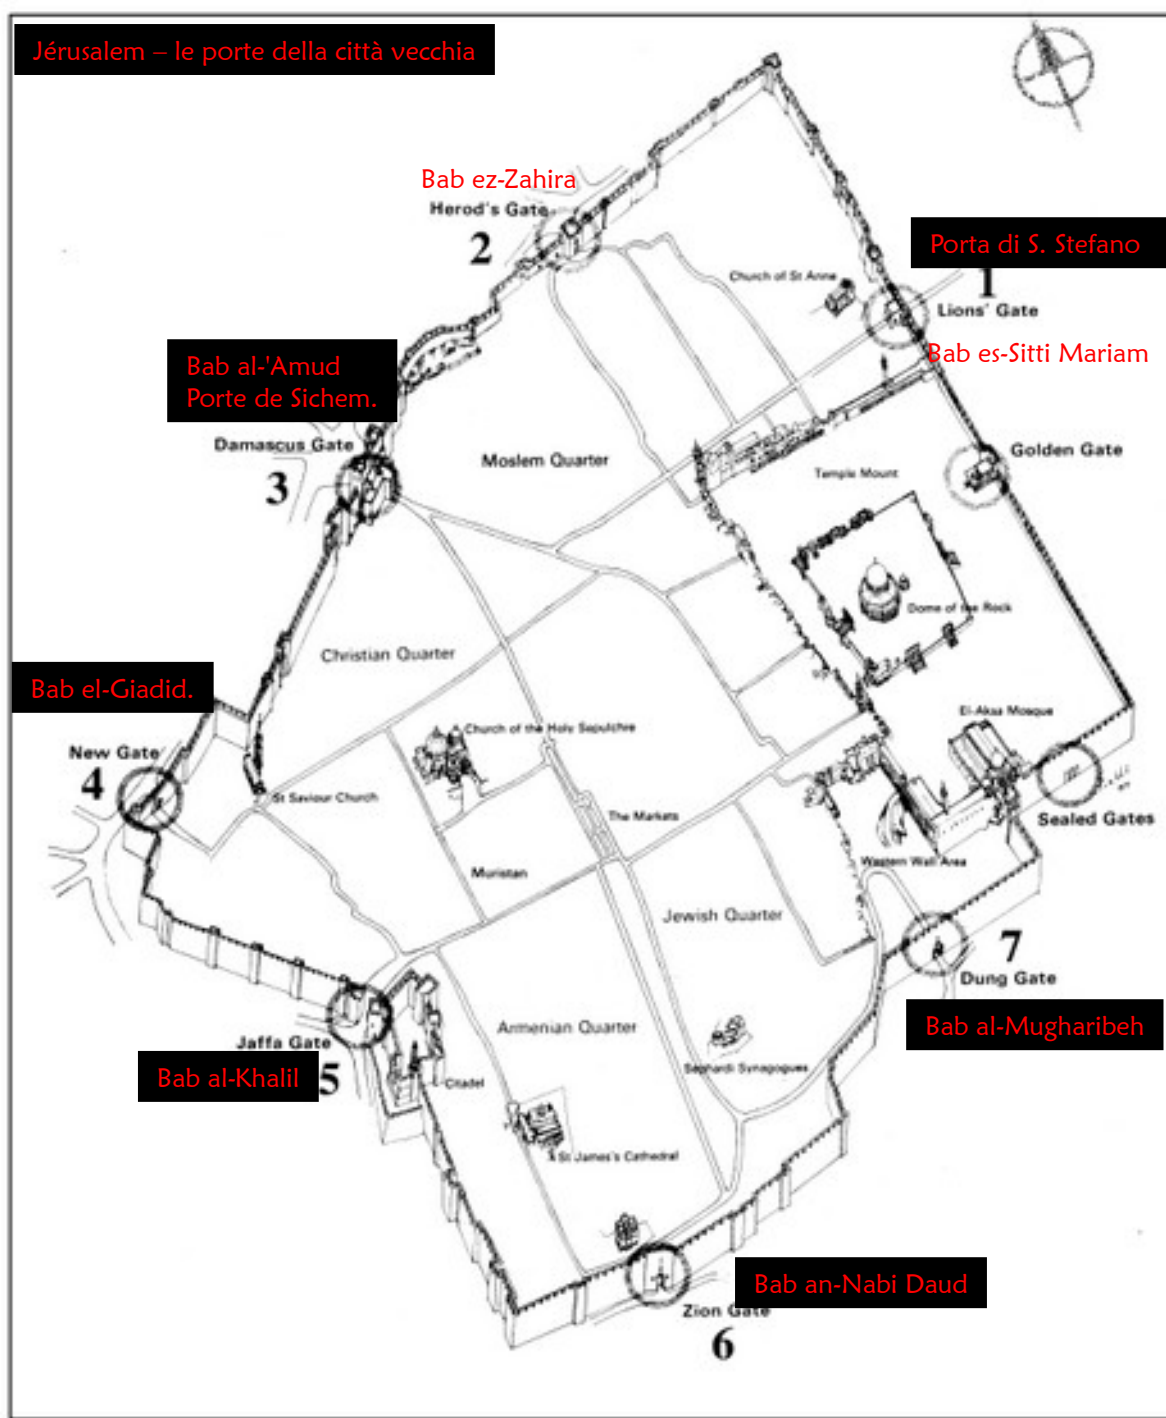 Jérusalem – le porte della città vecchia
Bab ez-Zahira
Herod's Gate
2
Porta di S. Stefano
1
Church of St Anne
Lions' Gate
Bab es-Sitti Mariam
Bab al-'Amud
Porte de Sichem.
Damascus Gate
3
Moslem Quarter
Golden Gate
Temple Mount
Dome of the Rock
Christian Quarter
Bab el-Giadid.
New Gate
4
Church of the Holy Sepulchre
El-Aksa Mosque
St Saviour Church
The Markets
Sealed Gates
Muristan
Western Wall Area
Jewish Quarter
7
Dung Gate
Bab al-Mugharibeh
Armenian Quarter
Jaffa Gate
5
Bab al-Khalil
Citadel
Sephardi Synagogues
St James's Cathedral
Bab an-Nabi Daud
Zion Gate
6